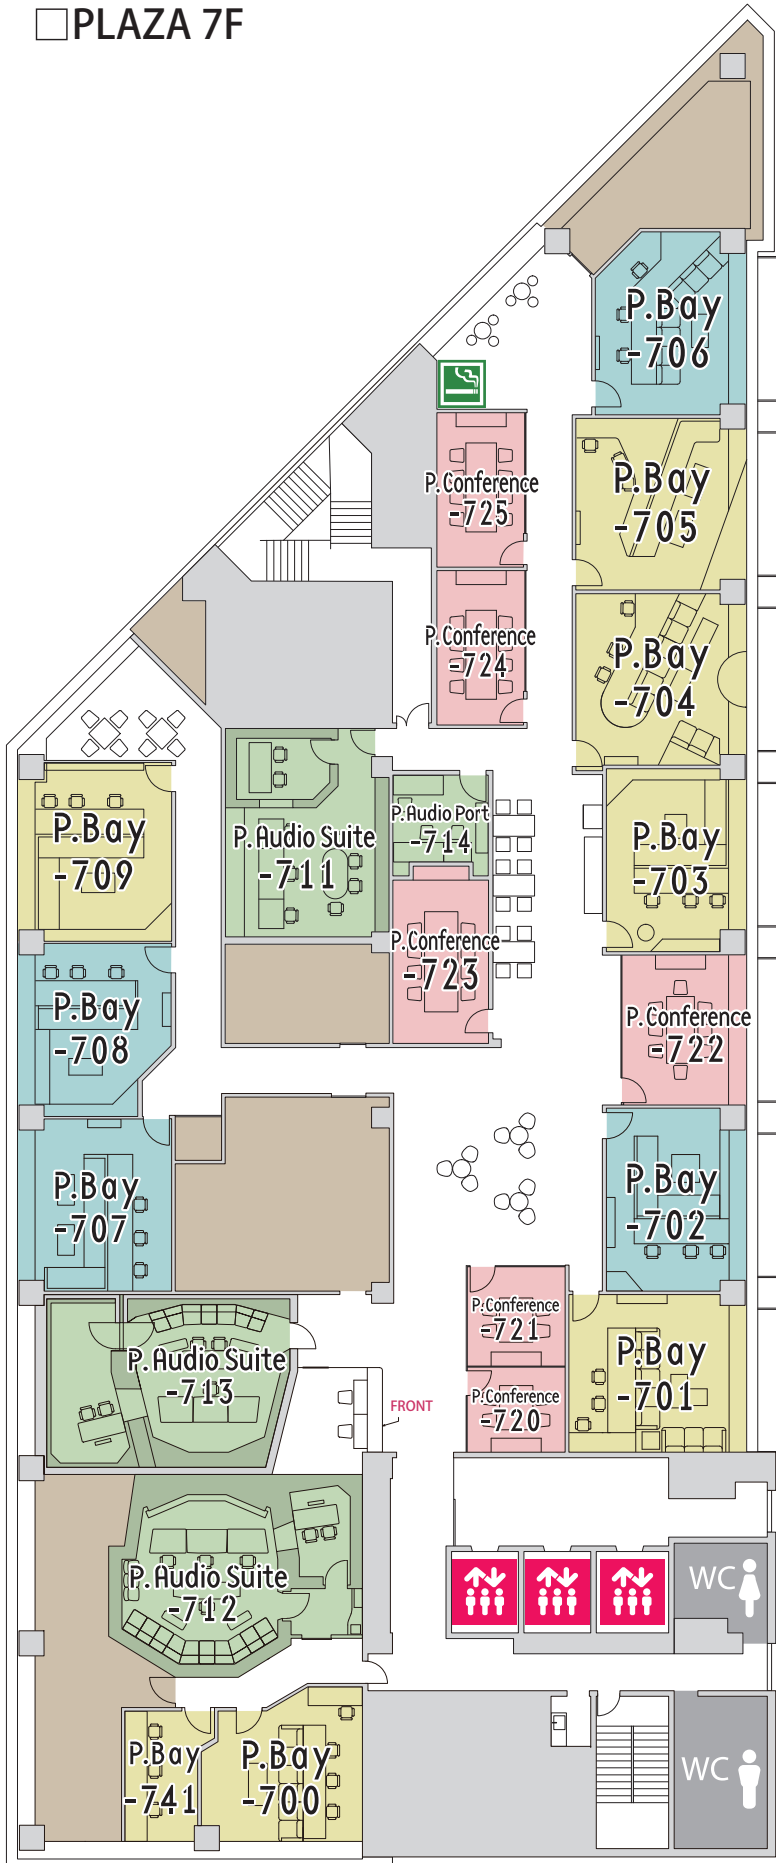 □PLAZA 7F
P.Bay
-706
P.Conference
-725
P.Bay
-705
P.Conference
-724
P.Bay
-704
P.Bay
-709
P.Audio Suite
-711
P.Audio Port
-714
P.Bay
-703
P.Conference
-723
P.Bay
-708
P.Conference
-722
P.Bay
-707
P.Bay
-702
P.Conference
-721
P.Audio Suite
-713
P.Bay
-701
P.Conference
-720
FRONT
P.Audio Suite
-712
WC
P.Bay
-741
P.Bay
-700
WC